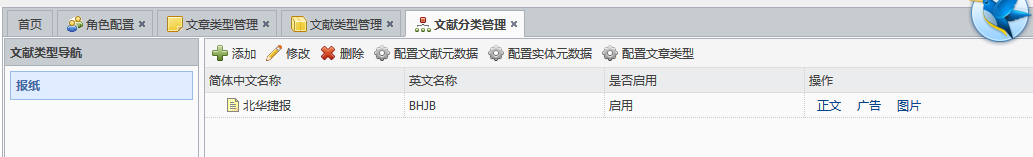 首页 角色配置 文章类型管理 文献类型管理 文献分类管理
文献类型导航
报纸
添加 修改 删除 配置文献元数据 配置实体元数据 配置文章类型
简体中文名称 英文名称 是否启用 操作
北华捷报 BHJB 启用 正文 广告 图片